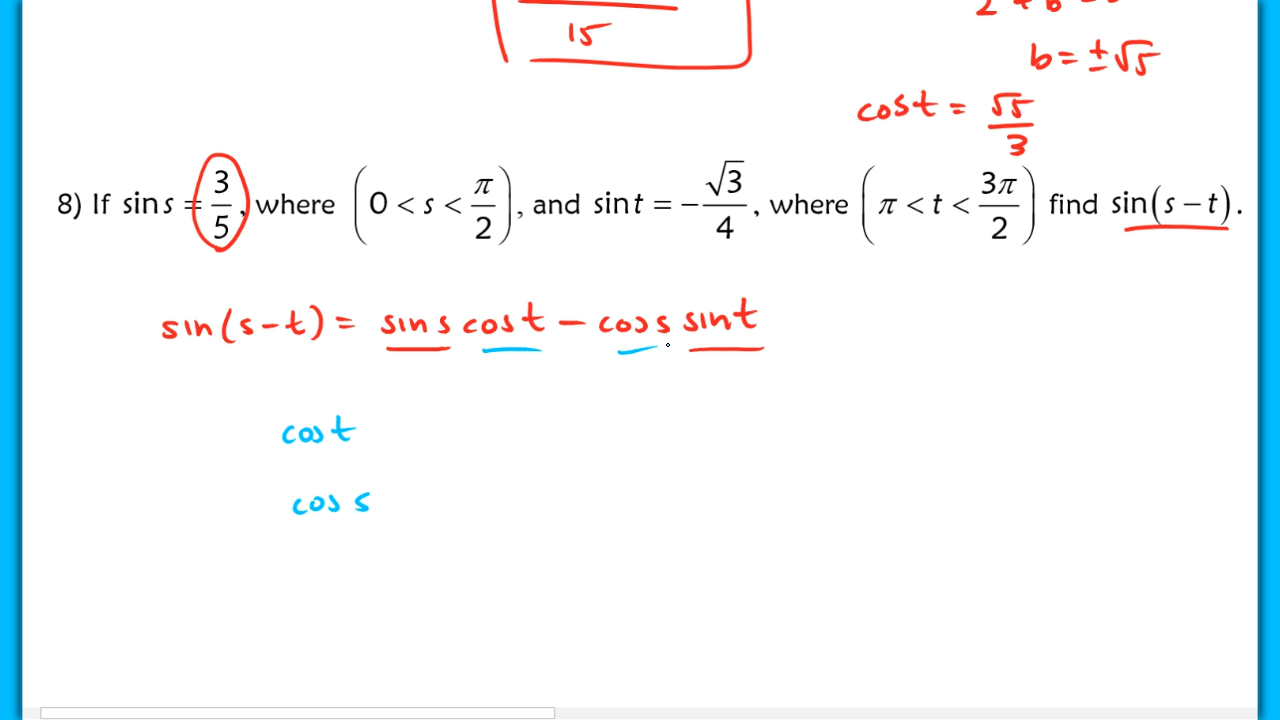 15
b = ±√5
cos t = √5/3
8) If sin s = 3/5, where (0 < s < π/2), and sin t = −√3/4, where (π < t < 3π/2) find sin(s − t).
sin(s-t) = sin s cos t − cos s sin t
cos t
cos s